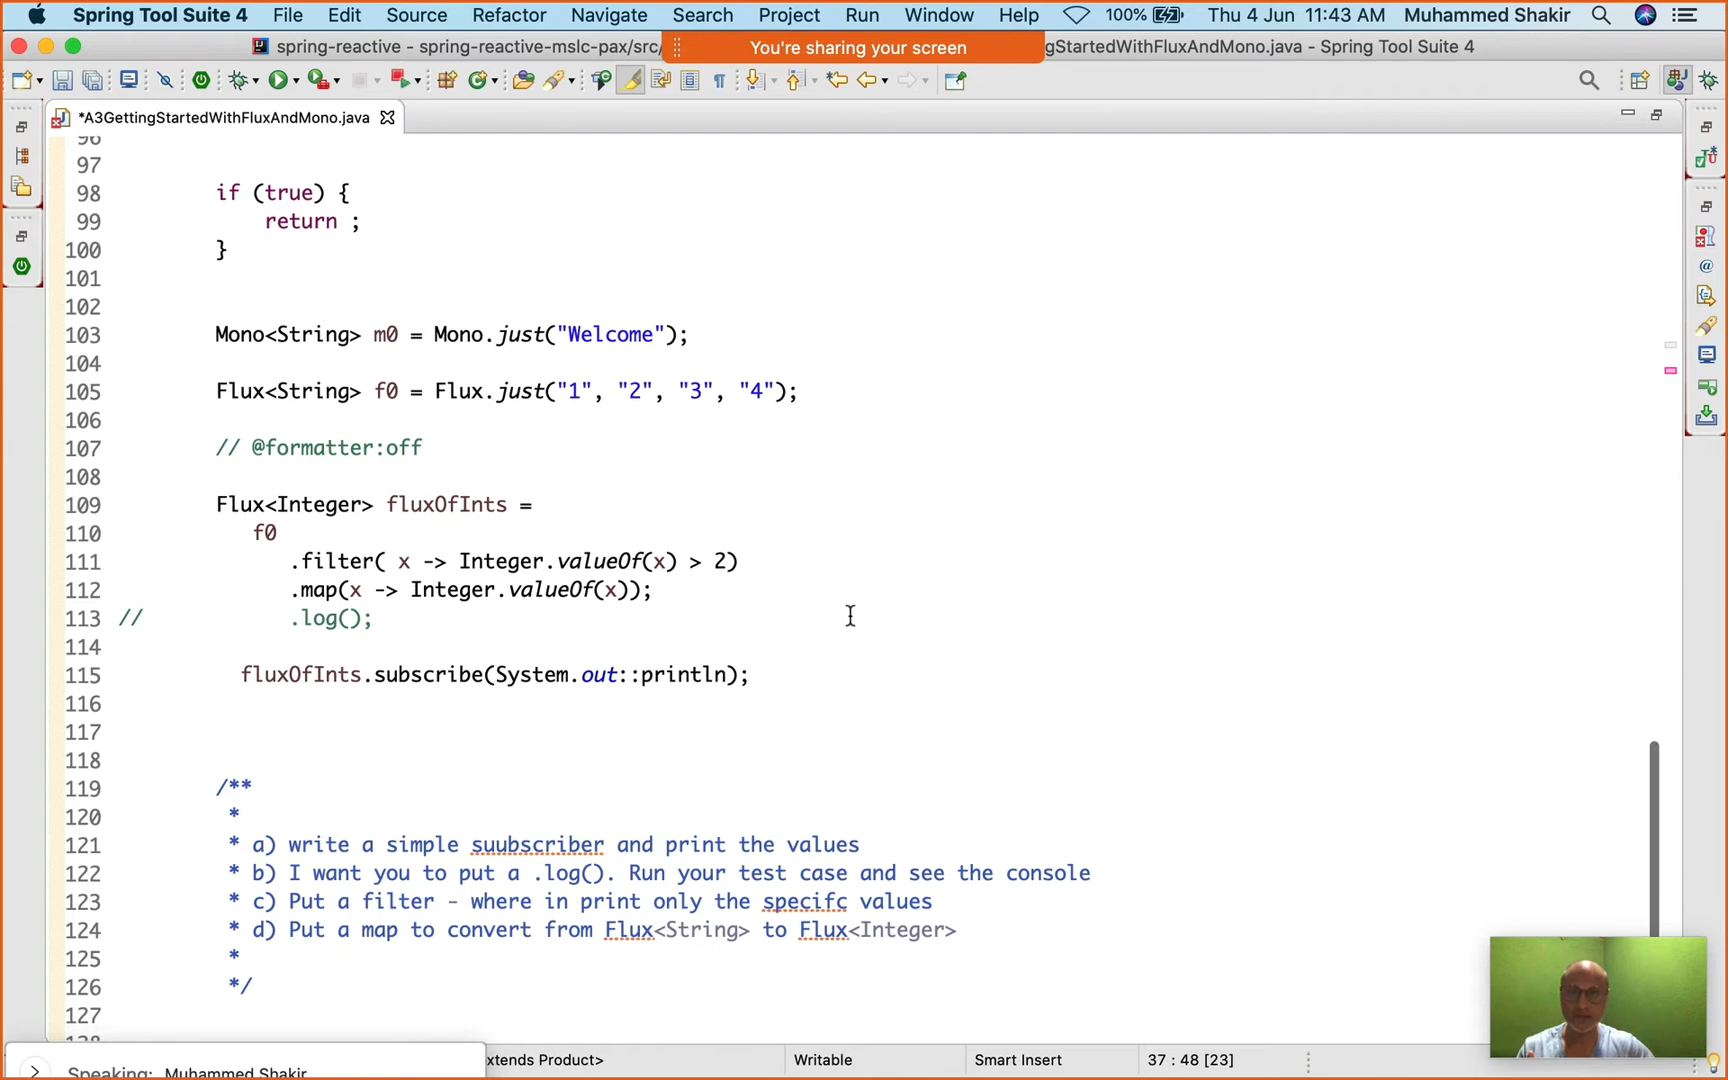 Spring Tool Suite 4 File Edit Source Refactor Navigate Search Project Run Window Help 100% Thu 4 Jun 11:43 AM Muhammed Shakir
spring-reactive - spring-reactive-mslc-pax/src/ You're sharing your screen gStartedWithFluxAndMono.java - Spring Tool Suite 4
*A3GettingStartedWithFluxAndMono.java
96
97
98 if (true) {
99 return ;
100 }
101
102
103 Mono<String> m0 = Mono.just("Welcome");
104
105 Flux<String> f0 = Flux.just("1", "2", "3", "4");
106
107 // @formatter:off
108
109 Flux<Integer> fluxOfInts =
110 f0
111 .filter( x -> Integer.valueOf(x) > 2)
112 .map(x -> Integer.valueOf(x));
113 // .log();
114
115 fluxOfInts.subscribe(System.out::println);
116
117
118
119 /**
120 *
121 * a) write a simple suubscriber and print the values
122 * b) I want you to put a .log(). Run your test case and see the console
123 * c) Put a filter - where in print only the specifc values
124 * d) Put a map to convert from Flux<String> to Flux<Integer>
125 *
126 */
127
128
extends Product> Writable Smart Insert 37 : 48 [23]
Speaking: Muhammed Shakir